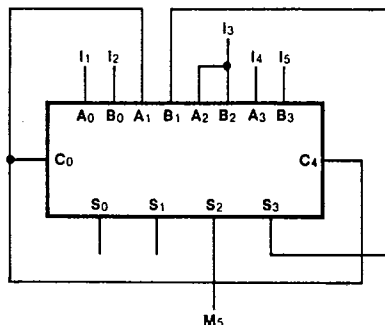 I3
I1 I2 I4 I5
A0 B0 A1 B1 A2 B2 A3 B3
C0 C4
S0 S1 S2 S3
M5